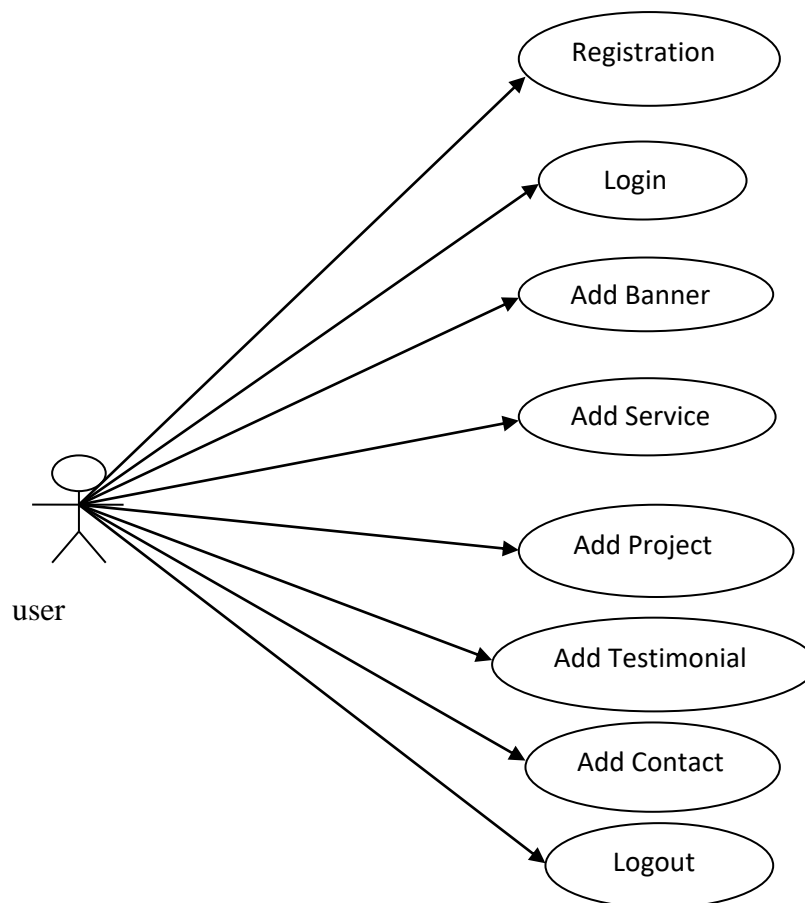 Registration
Login
Add Banner
Add Service
Add Project
user
Add Testimonial
Add Contact
Logout